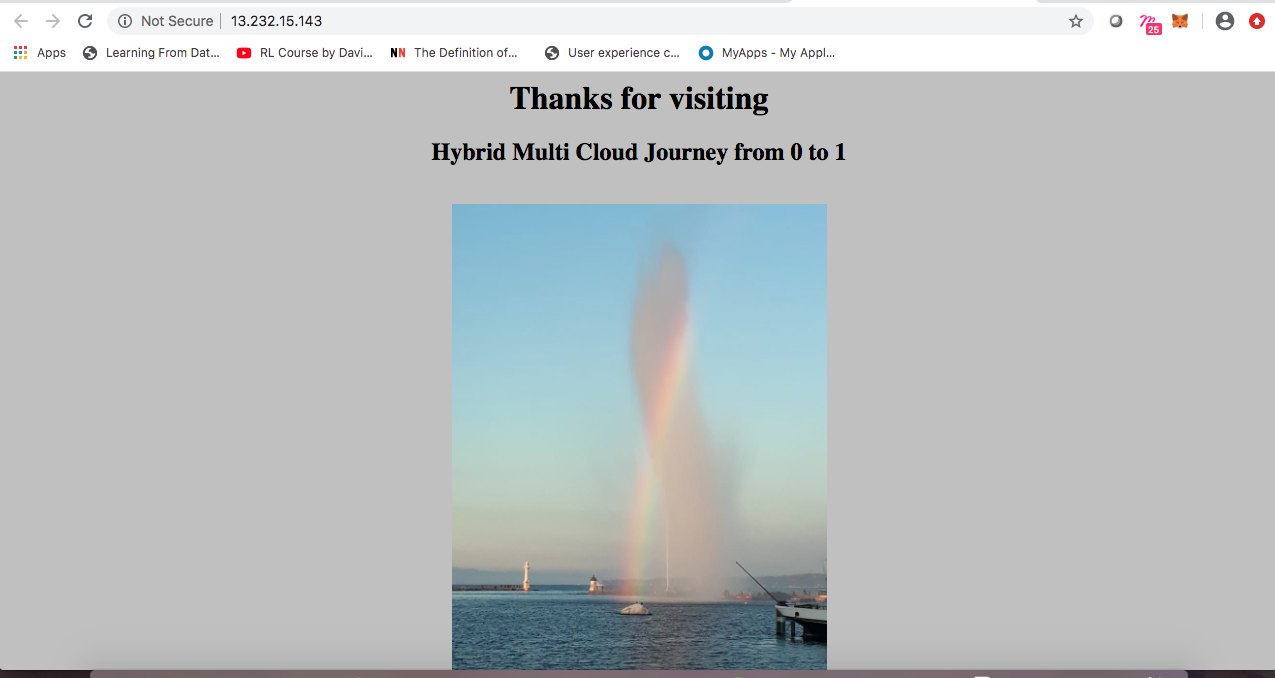 Not Secure 13.232.15.143
25
Apps Learning From Dat... RL Course by Davi... NN The Definition of... User experience c... MyApps - My Appl...
Thanks for visiting
Hybrid Multi Cloud Journey from 0 to 1